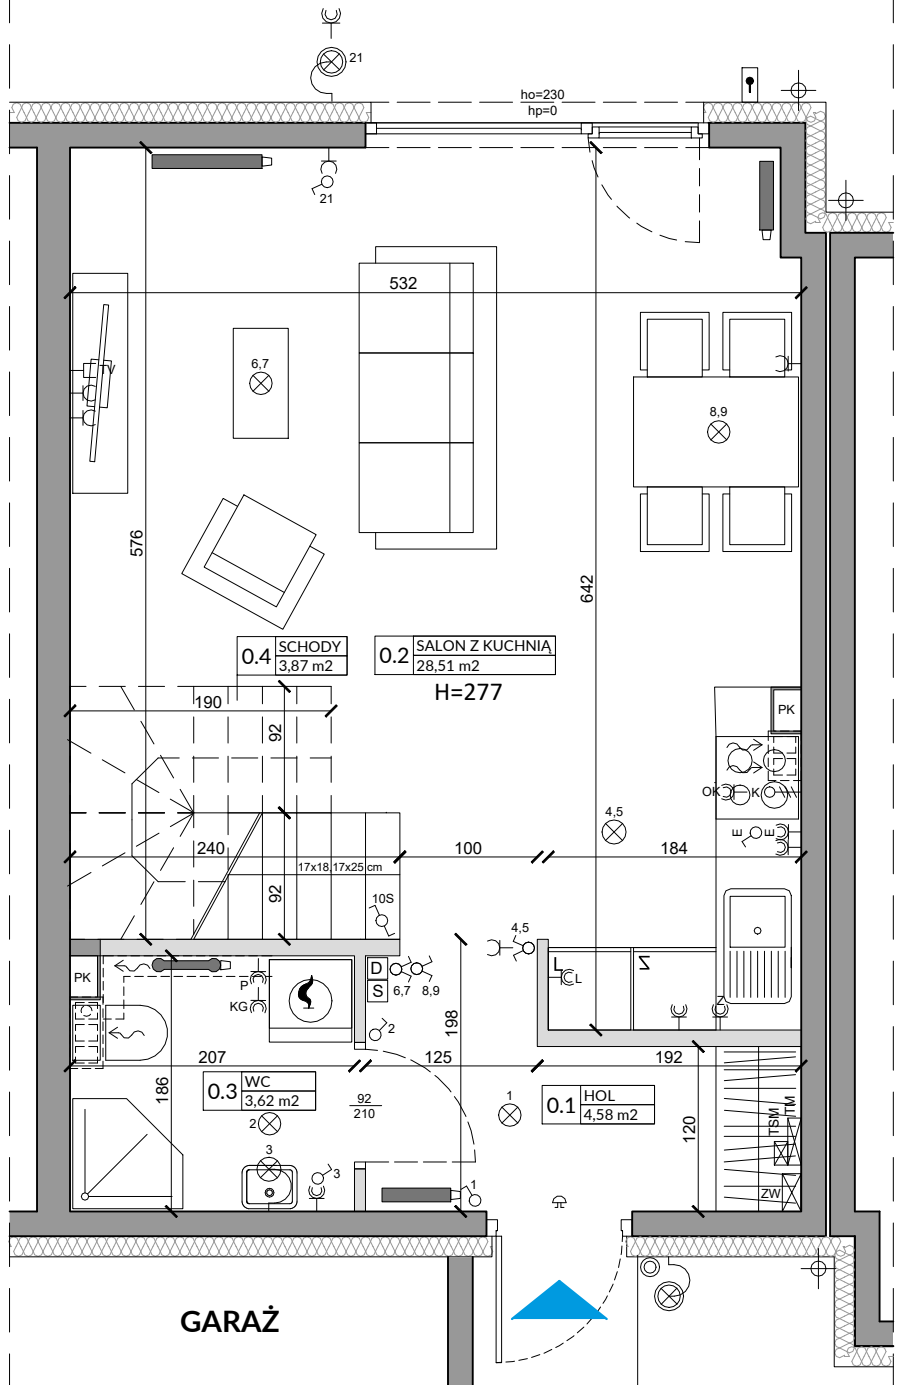 21
ho=230
hp=0
21
532
6,7
8,9
576
642
0.4 SCHODY
3,87 m2
0.2 SALON Z KUCHNIĄ
28,51 m2
H=277
190
92
PK
OK
K
4,5
E
E
240
100
184
17x18,17x25 cm
92
10S
4,5
PK
P
KG
D
S
6,7
8,9
L
L
Z
Z
2
198
207
125
192
186
0.3 WC
3,62 m2
92
210
1
0.1 HOL
4,58 m2
120
TSM
TM
2
3
3
1
ZW
GARAŻ